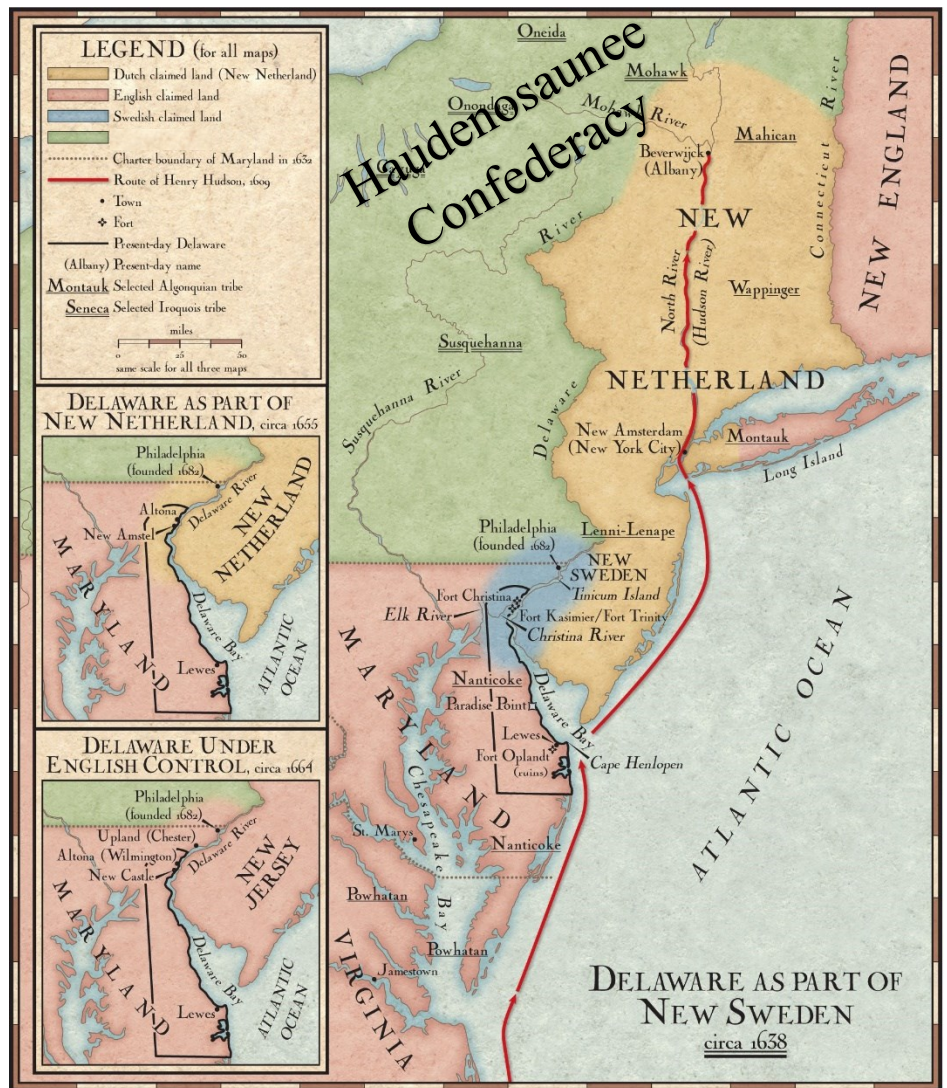 LEGEND (for all maps)
Dutch claimed land (New Netherland)
English claimed land
Swedish claimed land
Charter boundary of Maryland in 1632
Route of Henry Hudson, 1609
Town
Fort
Present-day Delaware
(Albany) Present-day name
Montauk Selected Algonquian tribe
Seneca Selected Iroquois tribe
miles
0 25 50
same scale for all three maps
DELAWARE AS PART OF
NEW NETHERLAND, circa 1655
Philadelphia
(founded 1682)
Delaware River
Altona
New Amstel
NEW
NETHERLAND
MARYLAND
Delaware Bay
Lewes
ATLANTIC
OCEAN
DELAWARE UNDER
ENGLISH CONTROL, circa 1664
Philadelphia
(founded 1682)
Upland (Chester)
Delaware River
Altona (Wilmington)
New Castle
NEW
JERSEY
MARYLAND
Delaware Bay
Lewes
ATLANTIC
OCEAN
Haudenosaunee
Confederacy
Oneida
Mohawk
Onondaga
Mohawk River
Mahican
Beverwijck
(Albany)
Connecticut River
NEW ENGLAND
NEW
NETHERLAND
North River
(Hudson River)
Wappinger
Susquehanna
Susquehanna River
Delaware River
New Amsterdam
(New York City)
Montauk
Long Island
Philadelphia
(founded 1682)
Lenni-Lenape
NEW
SWEDEN
Tinicum Island
Fort Christina
Elk River
Fort Kasimier/Fort Trinity
Christina River
MARYLAND
Nanticoke
Paradise Point
Delaware Bay
Lewes
Fort Oplandt
(ruins)
Cape Henlopen
Chesapeake Bay
St. Marys
Nanticoke
Powhatan
Powhatan
Jamestown
VIRGINIA
ATLANTIC OCEAN
DELAWARE AS PART OF
NEW SWEDEN
circa 1638